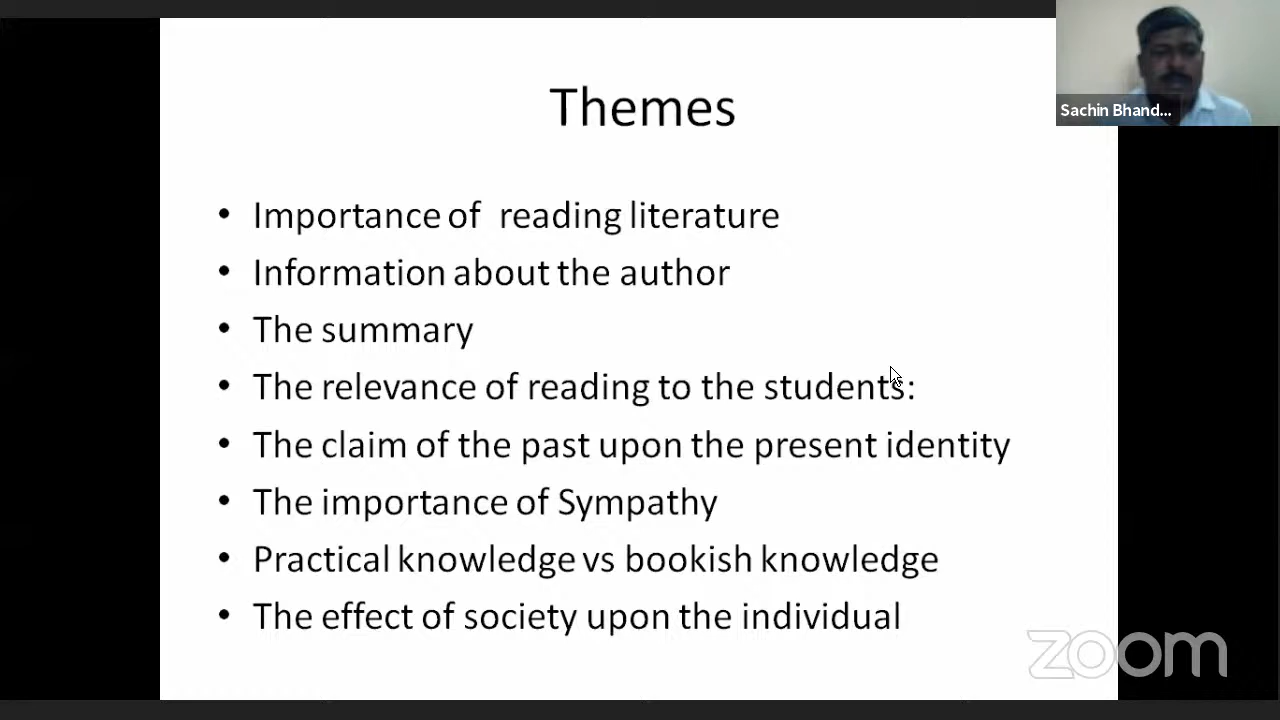 Themes
Sachin Bhand...
• Importance of reading literature
• Information about the author
• The summary
• The relevance of reading to the students:
• The claim of the past upon the present identity
• The importance of Sympathy
• Practical knowledge vs bookish knowledge
• The effect of society upon the individual
zoom